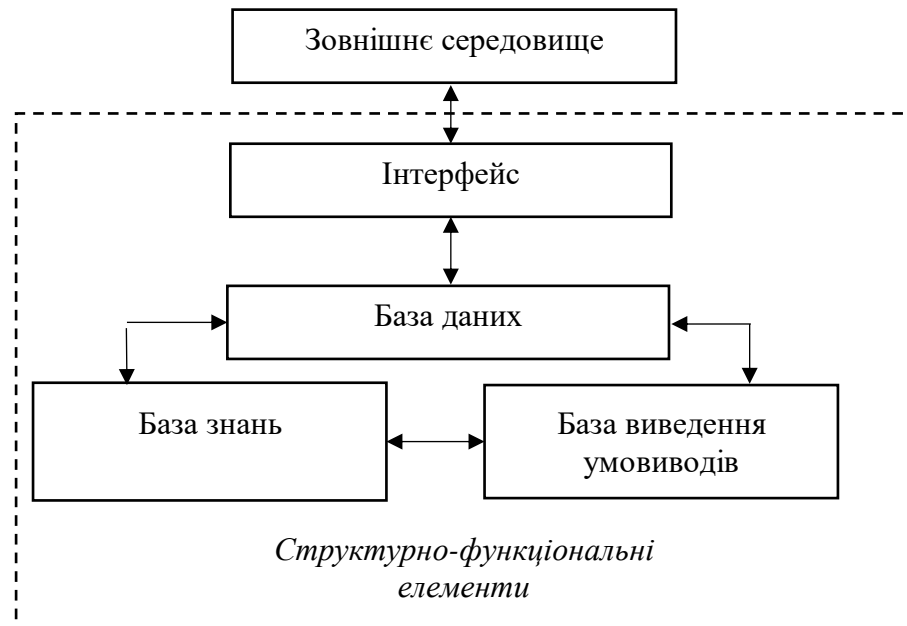 Зовнішнє середовище
Інтерфейс
База даних
База знань
База виведення
умовиводів
Структурно-функціональні
елементи